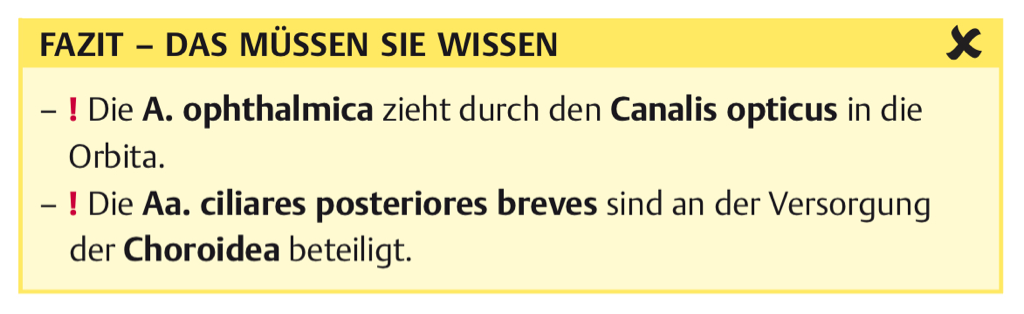 FAZIT – DAS MÜSSEN SIE WISSEN
– ! Die A. ophthalmica zieht durch den Canalis opticus in die
Orbita.
– ! Die Aa. ciliares posteriores breves sind an der Versorgung
der Choroidea beteiligt.